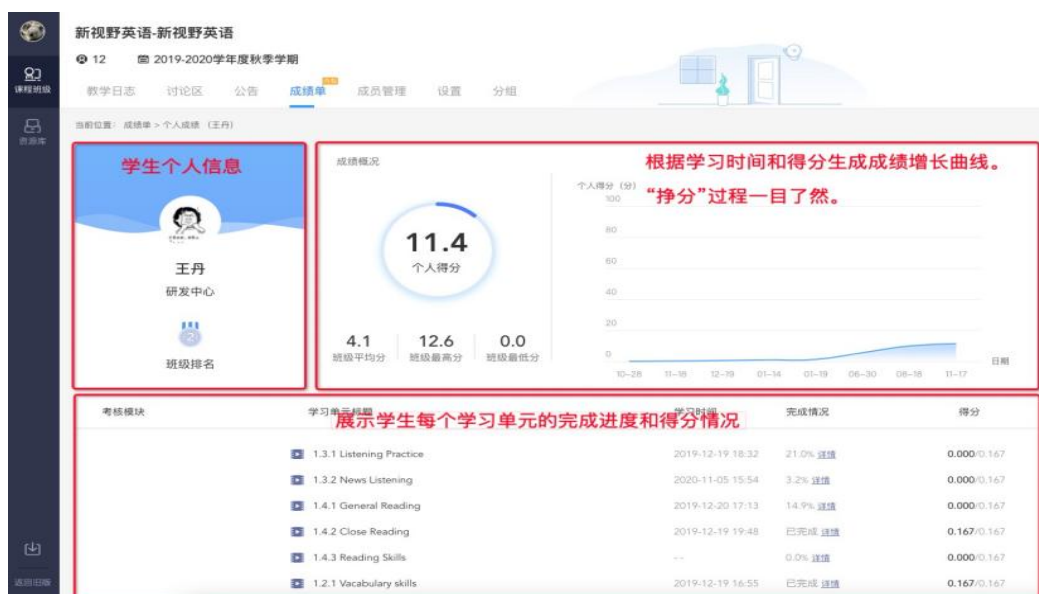 新视野英语-新视野英语
12 2019-2020学年度秋季学期
课程班级
教学日志 讨论区 公告 成绩单 成员管理 设置 分组
资源库
当前位置: 成绩单 > 个人成绩 (王丹)
学生个人信息
成绩概况
根据学习时间和得分生成成绩增长曲线。
“挣分”过程一目了然。
个人得分 (分)
100
80
60
40
20
0
11.4
个人得分
王丹
研发中心
2
班级排名
4.1 12.6 0.0
班级平均分 班级最高分 班级最低分
日期
10-28 11-18 12-19 01-14 01-19 06-30 08-18 11-17
考核模块 学习单元标题 学习时间 完成情况 得分
展示学生每个学习单元的完成进度和得分情况
1.3.1 Listening Practice 2019-12-19 18:32 21.0% 详情 0.000/0.167
1.3.2 News Listening 2020-11-05 15:54 3.2% 详情 0.000/0.167
1.4.1 General Reading 2019-12-20 17:13 14.9% 详情 0.000/0.167
1.4.2 Close Reading 2019-12-19 19:48 已完成 详情 0.167/0.167
1.4.3 Reading Skills -- 0.0% 详情 0.000/0.167
1.2.1 Vacabulary skills 2019-12-19 16:55 已完成 详情 0.167/0.167
返回旧版